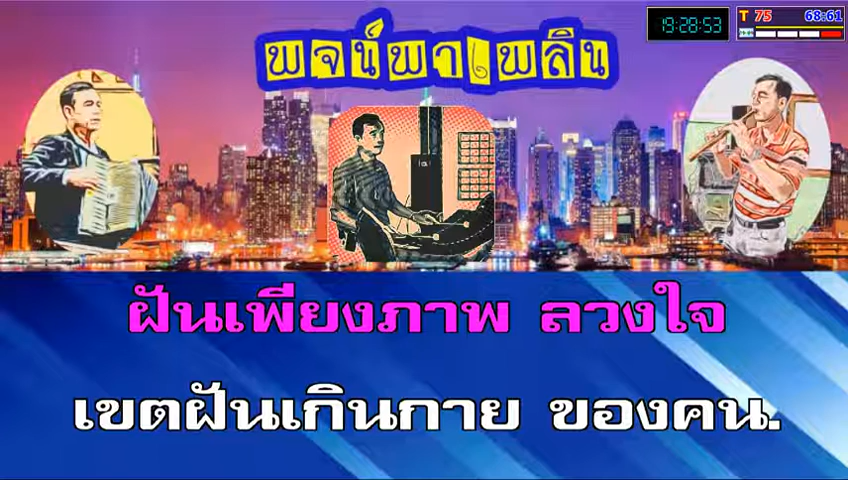 พจน์พาเพลิน
19:28:53
T 75 68:61
ฝันเพียงภาพ ลวงใจ
เขตฝันเกินกาย ของคน.